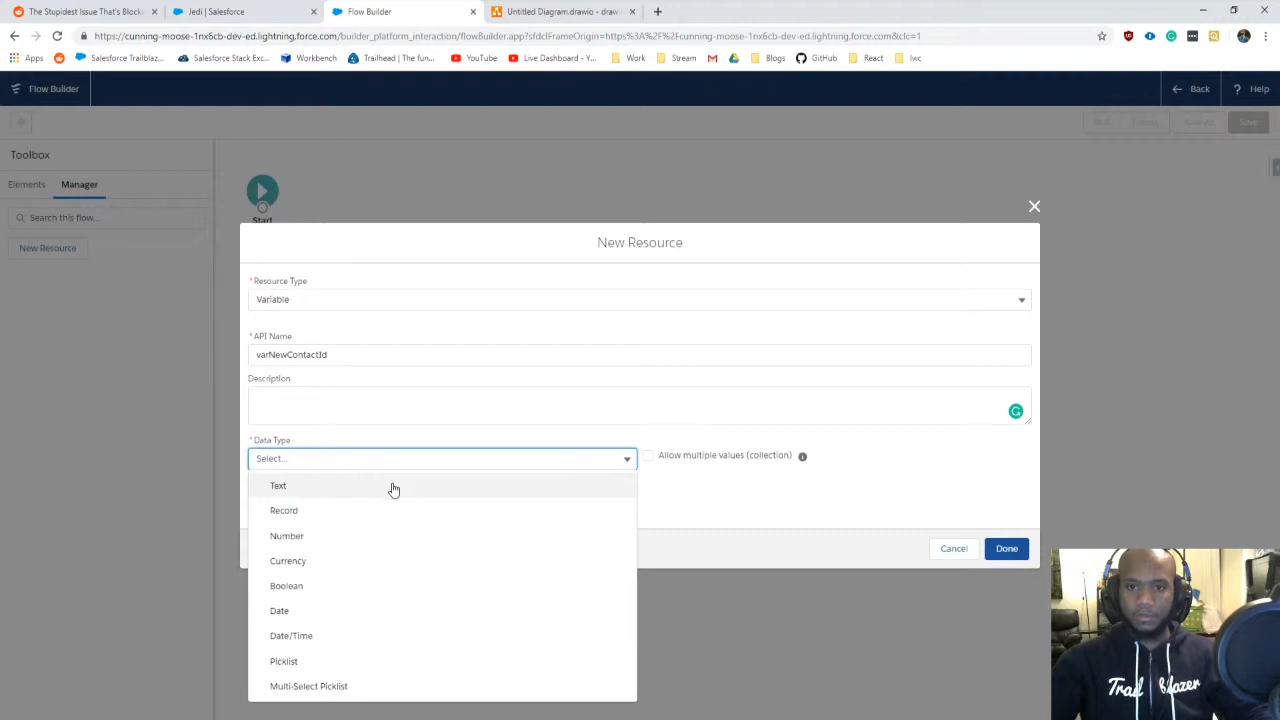 The Stupidest Issue That's Blocki
Jedi | Salesforce
Flow Builder
Untitled Diagram.drawio - draw.i
https://cunning-moose-1nx6cb-dev-ed.lightning.force.com/builder_platform_interaction/flowBuilder.app?sfdcIFrameOrigin=https%3A%2F%2Fcunning-moose-1nx6cb-dev-ed.lightning.force.com&clc=1
Apps
Salesforce Trailblaz...
Salesforce Stack Exc...
Workbench
Trailhead | The fun...
YouTube
Live Dashboard - Y...
Work
Stream
Blogs
GitHub
React
lwc
Flow Builder
Back
? Help
Save
Toolbox
Elements
Manager
Search this flow...
New Resource
Start
New Resource
* Resource Type
Variable
* API Name
varNewContactId
Description
* Data Type
Select...
Allow multiple values (collection)
Text
Record
Number
Currency
Boolean
Date
Date/Time
Picklist
Multi-Select Picklist
Cancel
Done